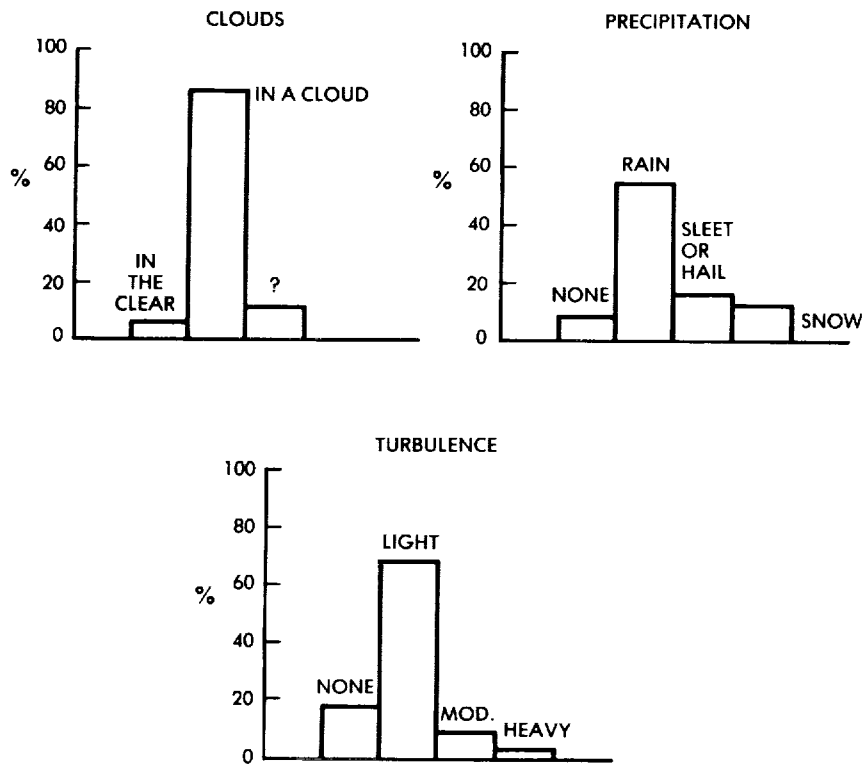 CLOUDS
100
80
60
40
20
0
%
IN
THE
CLEAR
IN A CLOUD
?
PRECIPITATION
100
80
60
40
20
0
%
NONE
RAIN
SLEET
OR
HAIL
SNOW
TURBULENCE
100
80
60
40
20
0
%
NONE
LIGHT
MOD.
HEAVY